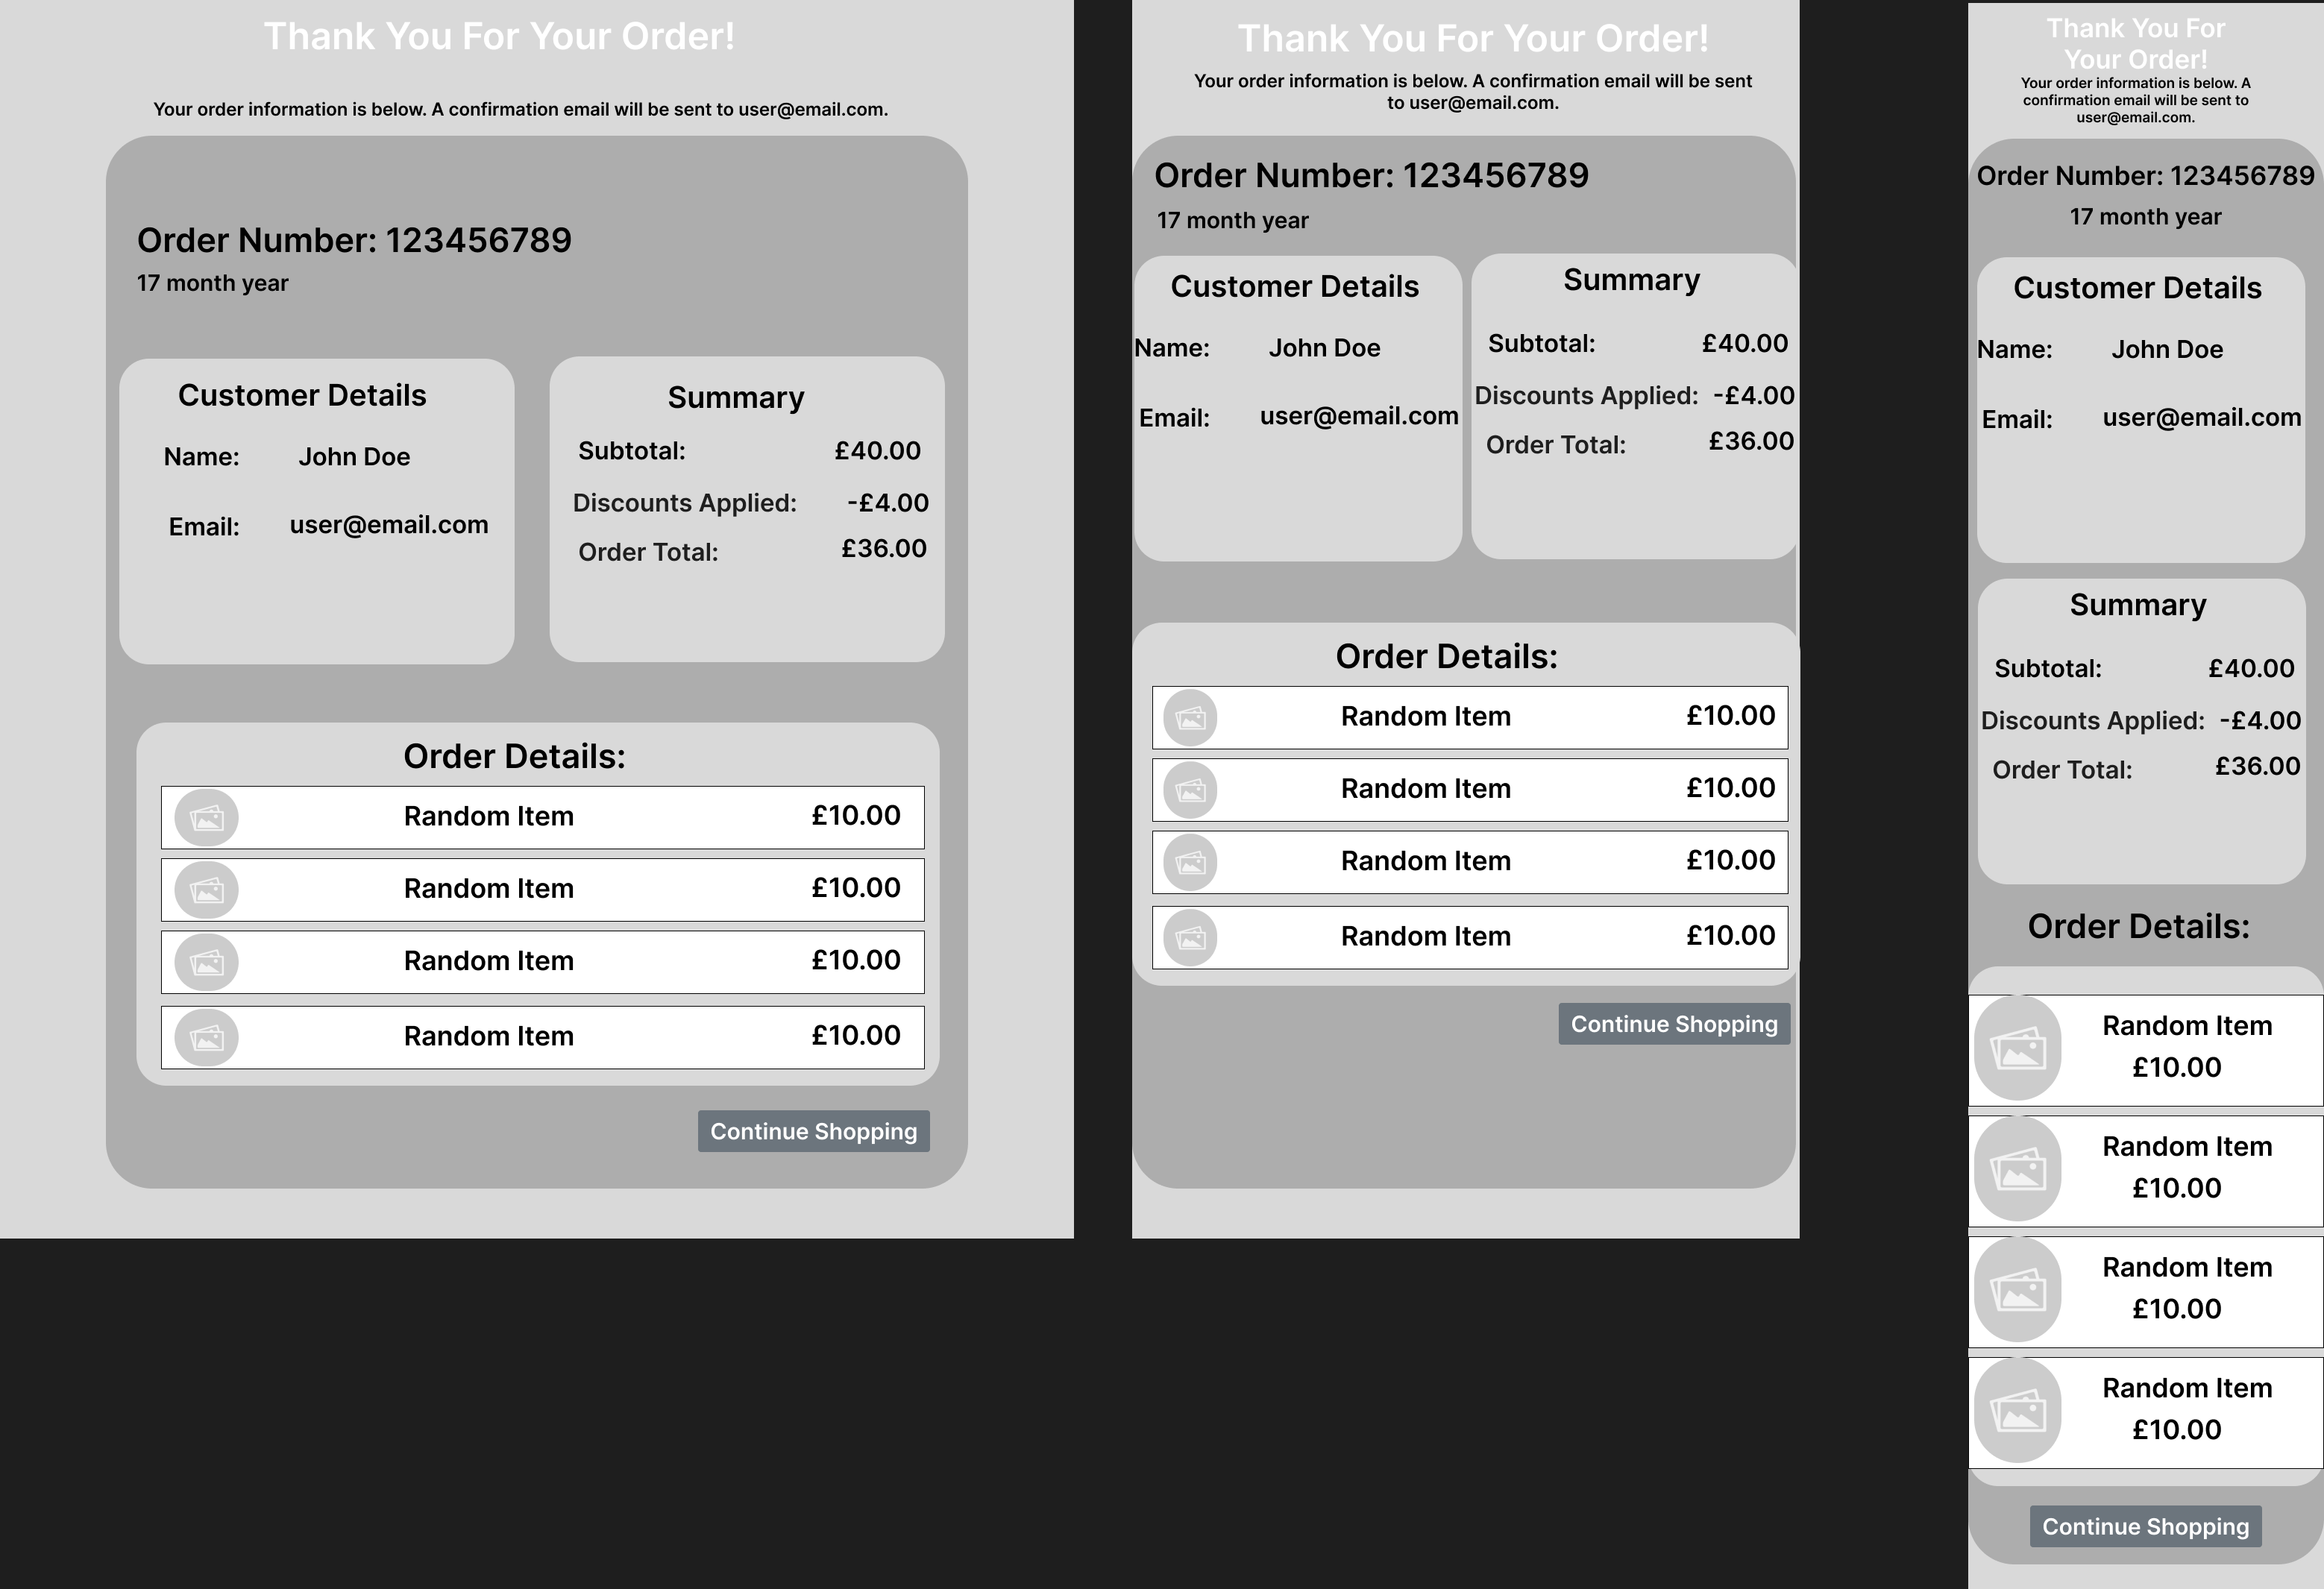 Thank You For Your Order!
Your order information is below. A confirmation email will be sent to user@email.com.
Order Number: 123456789
17 month year
Customer Details
Name: John Doe
Email: user@email.com
Summary
Subtotal: £40.00
Discounts Applied: -£4.00
Order Total: £36.00
Order Details:
Random Item £10.00
Random Item £10.00
Random Item £10.00
Random Item £10.00
Continue Shopping
Thank You For Your Order!
Your order information is below. A confirmation email will be sent
to user@email.com.
Order Number: 123456789
17 month year
Customer Details
Name: John Doe
Email: user@email.com
Summary
Subtotal: £40.00
Discounts Applied: -£4.00
Order Total: £36.00
Order Details:
Random Item £10.00
Random Item £10.00
Random Item £10.00
Random Item £10.00
Continue Shopping
Thank You For
Your Order!
Your order information is below. A
confirmation email will be sent to
user@email.com.
Order Number: 123456789
17 month year
Customer Details
Name: John Doe
Email: user@email.com
Summary
Subtotal: £40.00
Discounts Applied: -£4.00
Order Total: £36.00
Order Details:
Random Item
£10.00
Random Item
£10.00
Random Item
£10.00
Random Item
£10.00
Continue Shopping